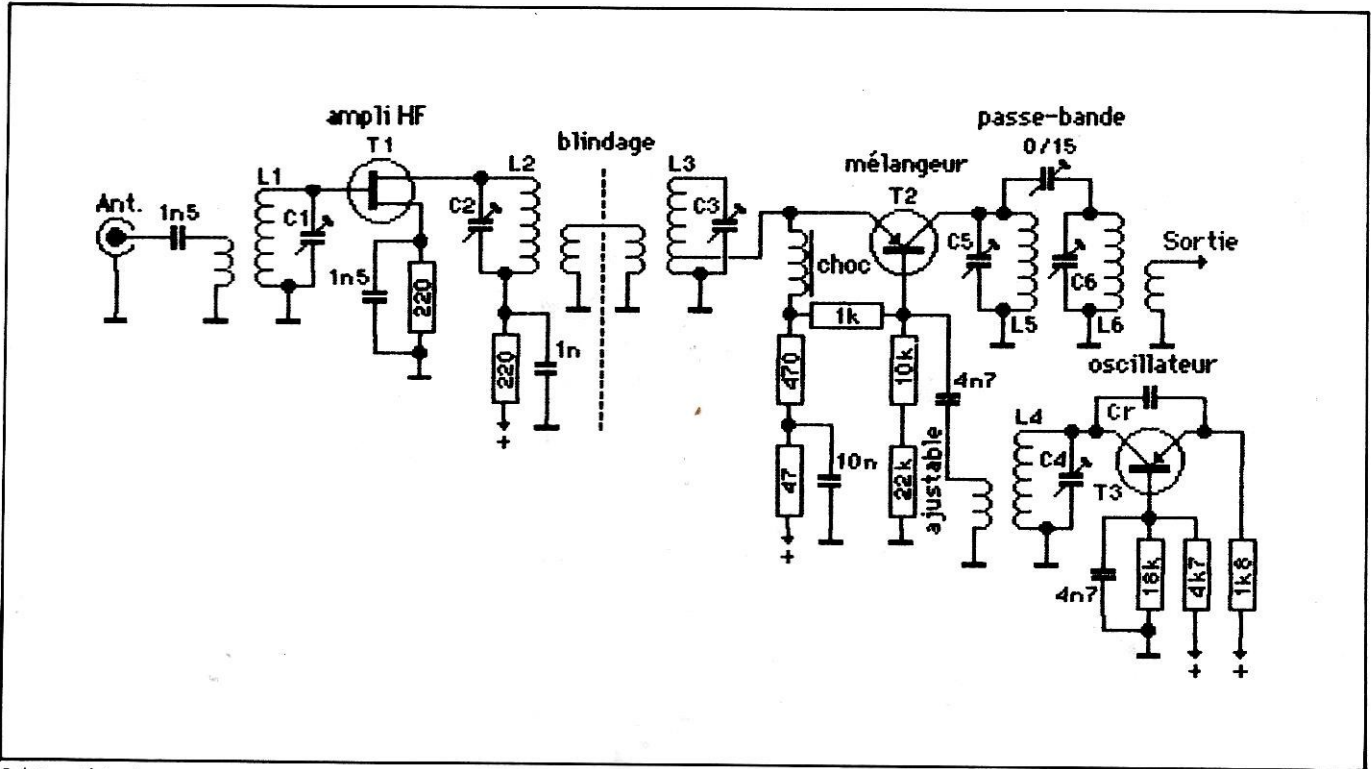 ampli HF
T1
blindage
passe-bande
0/15
mélangeur
T2
L1
L2
L3
Ant.
1n5
C1
C2
C3
C5
C6
Sortie
choc
1n5
220
220
1n
+
1k
L5
L6
470
10k
4n7
oscillateur
Cr
47
10n
22k
ajustable
L4
C4
T3
+
4n7
18k
4k7
1k8
+
+